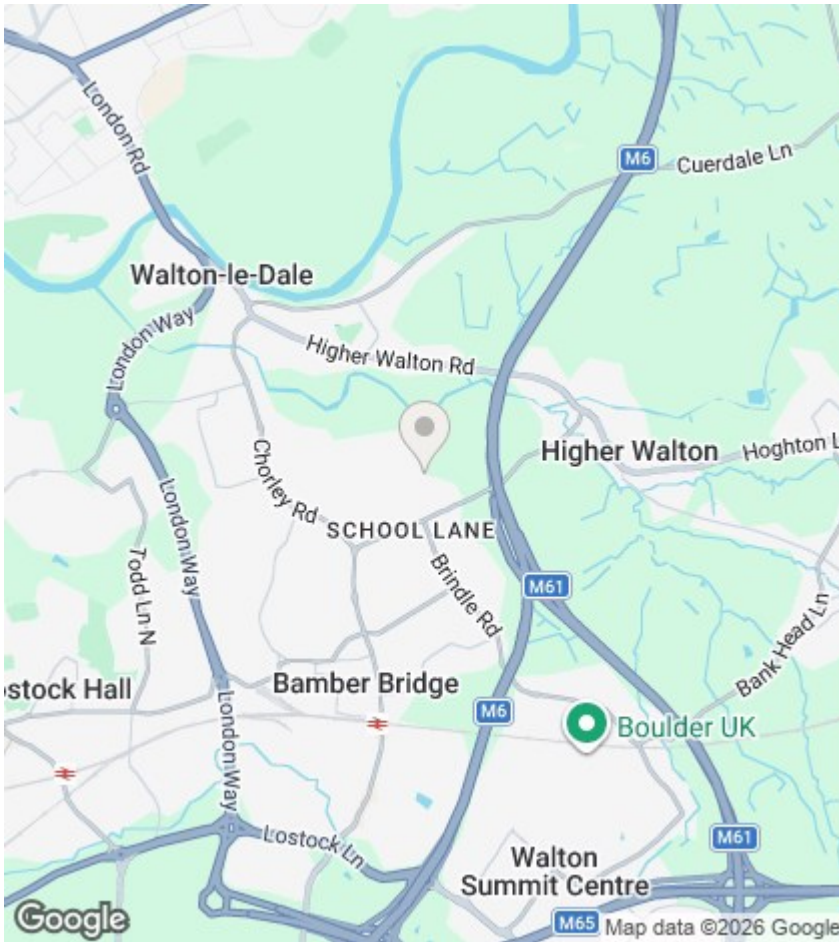 London Rd
M6
Cuerdale Ln
Walton-le-Dale
London Way
Higher Walton Rd
Higher Walton
Hoghton L
Chorley Rd
SCHOOL LANE
London Way
Todd Ln N
Brindle Rd
M61
Bank Head Ln
ostock Hall
Bamber Bridge
London Way
M6
Boulder UK
Lostock Ln
M61
Walton
Summit Centre
M65
Google
Map data ©2026 Google